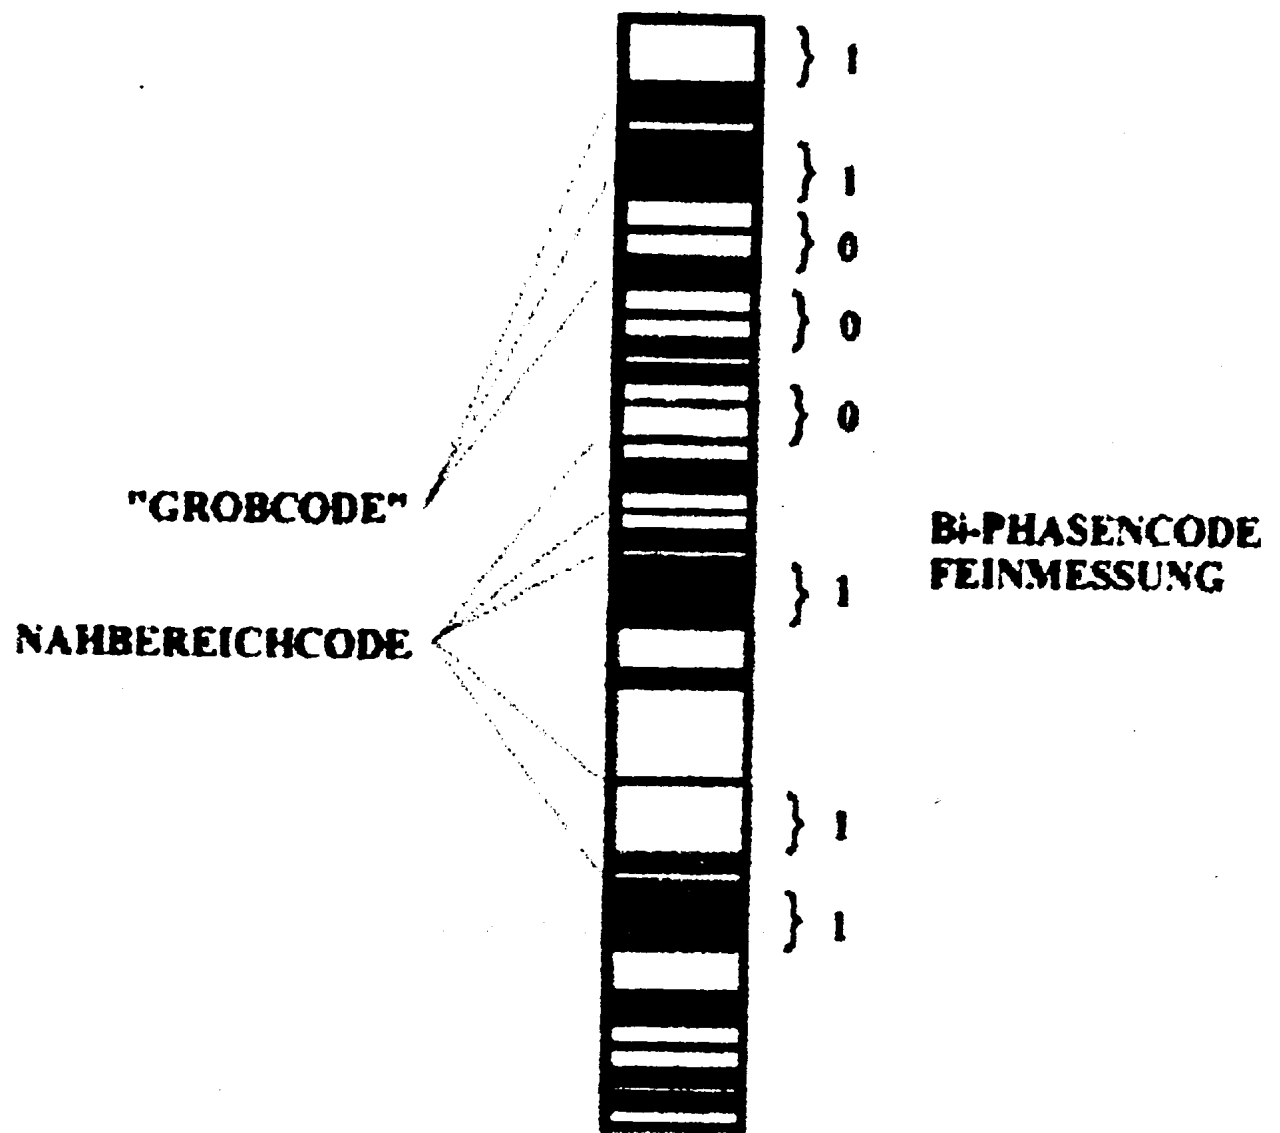 } 1
} 1
} 0
} 0
} 0
"GROBCODE"
Bi-PHASENCODE
FEINMESSUNG
} 1
NAHBEREICHCODE
} 1
} 1